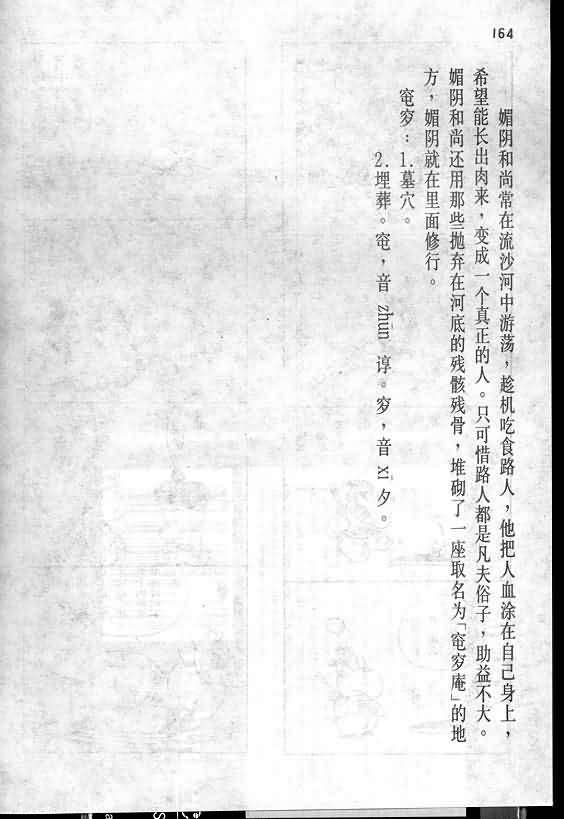 164
媚阴和尚常在流沙河中游荡，趁机吃食路人，他把人血涂在自己身上，
希望能长出肉来，变成一个真正的人。只可惜路人都是凡夫俗子，助益不大。
媚阴和尚还用那些抛弃在河底的残骸残骨，堆砌了一座取名为「窀穸庵」的地
方，媚阴就在里面修行。
窀穸：1.墓穴。
2.埋葬。窀，音 zhūn 谆。穸，音 xī 夕。